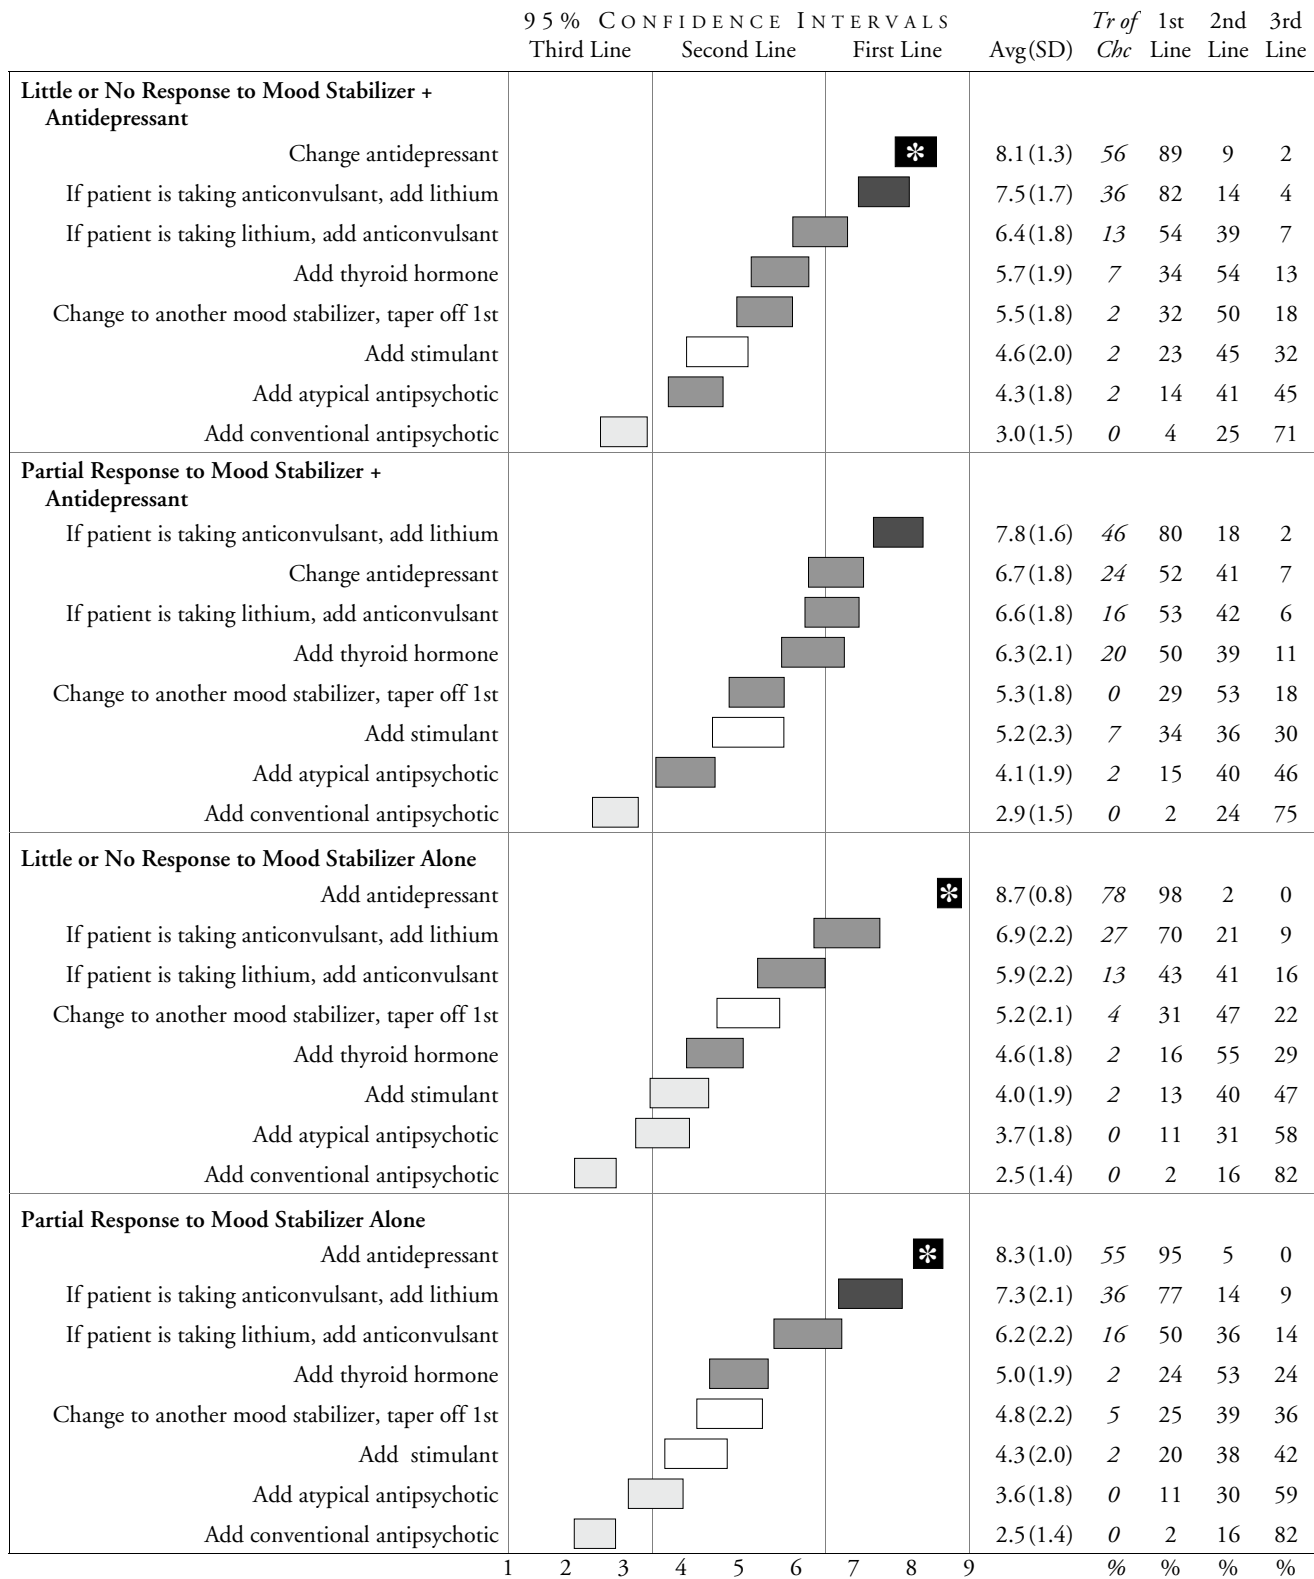 95% CONFIDENCE INTERVALS Tr of 1st 2nd 3rd
Third Line Second Line First Line Avg(SD) Chc Line Line Line
Little or No Response to Mood Stabilizer +
Antidepressant
Change antidepressant * 8.1(1.3) 56 89 9 2
If patient is taking anticonvulsant, add lithium 7.5(1.7) 36 82 14 4
If patient is taking lithium, add anticonvulsant 6.4(1.8) 13 54 39 7
Add thyroid hormone 5.7(1.9) 7 34 54 13
Change to another mood stabilizer, taper off 1st 5.5(1.8) 2 32 50 18
Add stimulant 4.6(2.0) 2 23 45 32
Add atypical antipsychotic 4.3(1.8) 2 14 41 45
Add conventional antipsychotic 3.0(1.5) 0 4 25 71
Partial Response to Mood Stabilizer +
Antidepressant
If patient is taking anticonvulsant, add lithium 7.8(1.6) 46 80 18 2
Change antidepressant 6.7(1.8) 24 52 41 7
If patient is taking lithium, add anticonvulsant 6.6(1.8) 16 53 42 6
Add thyroid hormone 6.3(2.1) 20 50 39 11
Change to another mood stabilizer, taper off 1st 5.3(1.8) 0 29 53 18
Add stimulant 5.2(2.3) 7 34 36 30
Add atypical antipsychotic 4.1(1.9) 2 15 40 46
Add conventional antipsychotic 2.9(1.5) 0 2 24 75
Little or No Response to Mood Stabilizer Alone
Add antidepressant * 8.7(0.8) 78 98 2 0
If patient is taking anticonvulsant, add lithium 6.9(2.2) 27 70 21 9
If patient is taking lithium, add anticonvulsant 5.9(2.2) 13 43 41 16
Change to another mood stabilizer, taper off 1st 5.2(2.1) 4 31 47 22
Add thyroid hormone 4.6(1.8) 2 16 55 29
Add stimulant 4.0(1.9) 2 13 40 47
Add atypical antipsychotic 3.7(1.8) 0 11 31 58
Add conventional antipsychotic 2.5(1.4) 0 2 16 82
Partial Response to Mood Stabilizer Alone
Add antidepressant * 8.3(1.0) 55 95 5 0
If patient is taking anticonvulsant, add lithium 7.3(2.1) 36 77 14 9
If patient is taking lithium, add anticonvulsant 6.2(2.2) 16 50 36 14
Add thyroid hormone 5.0(1.9) 2 24 53 24
Change to another mood stabilizer, taper off 1st 4.8(2.2) 5 25 39 36
Add stimulant 4.3(2.0) 2 20 38 42
Add atypical antipsychotic 3.6(1.8) 0 11 30 59
Add conventional antipsychotic 2.5(1.4) 0 2 16 82
1 2 3 4 5 6 7 8 9 % % % %